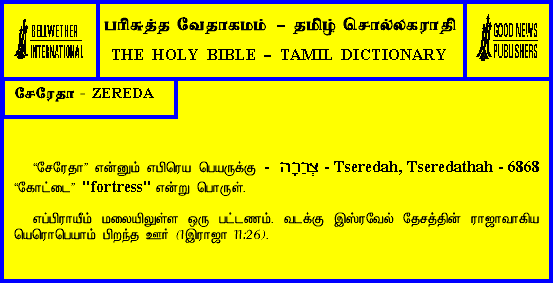 BELLWETHER
INTERNATIONAL
பரிசுத்த வேதாகமம் – தமிழ் சொல்லகராதி
THE HOLY BIBLE – TAMIL DICTIONARY
GOOD NEWS
PUBLISHERS
சேரேதா - ZEREDA
“சேரேதா” என்னும் எபிரெய பெயருக்கு - צְרֵדָה - Tseredah, Tseredathah - 6868
“கோட்டை” "fortress" என்று பொருள்.
எப்பிராயீம் மலையிலுள்ள ஒரு பட்டணம். வடக்கு இஸ்ரவேல் தேசத்தின் ராஜாவாகிய
யெரொபெயாம் பிறந்த ஊர் (1இராஜா 11:26).